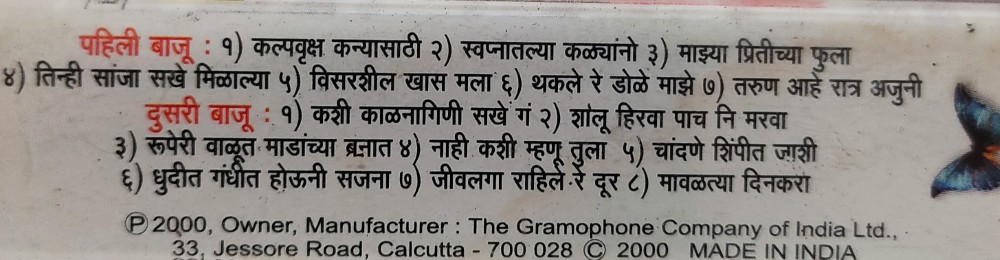 पहिली बाजू : १) कल्पवृक्ष कन्यासाठी २) स्वप्नातल्या कळ्यांनो ३) माझ्या प्रितीच्या फुला
४) तिन्ही सांजा सखे मिळाल्या ५) विसरशील खास मला ६) थकले रे डोळे माझे ७) तरुण आहे रात्र अजुनी
दुसरी बाजू : १) कशी काळनागिणी सखे गं २) शालू हिरवा पाच नि मरवा
३) रूपेरी वाळूत माडांच्या बनात ४) नाही कशी म्हणू तुला ५) चांदणे शिंपीत जाशी
६) धुदीत गंधीत होऊनी सजना ७) जीवलगा राहिले रे दूर ८) मावळत्या दिनकरा
Ⓟ 2000, Owner, Manufacturer : The Gramophone Company of India Ltd.,
33, Jessore Road, Calcutta - 700 028 © 2000 MADE IN INDIA